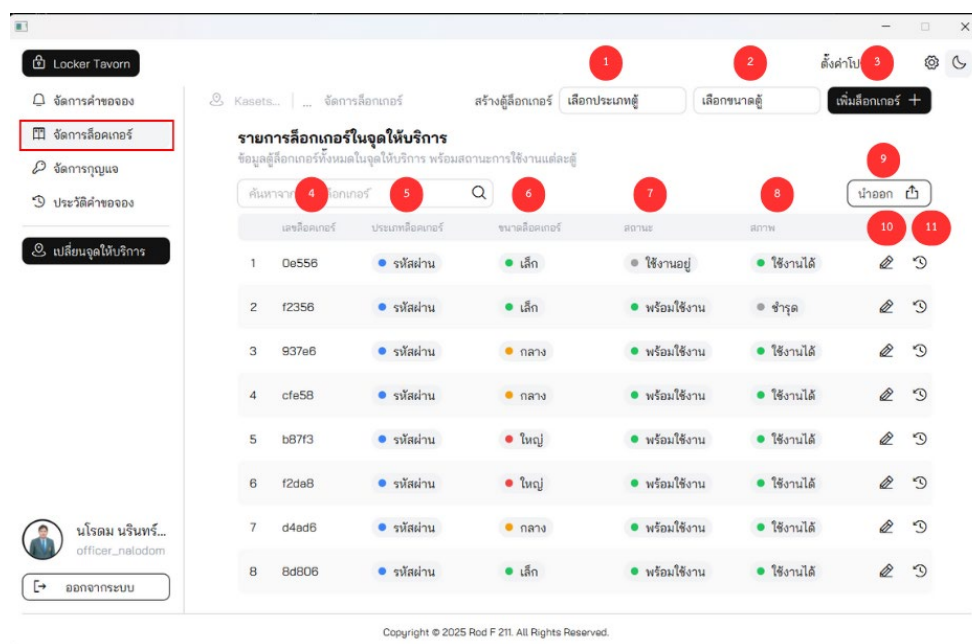 Locker Tavorn
จัดการคำขอจอง
จัดการล็อคเกอร์
จัดการกุญแจ
ประวัติคำขอจอง
เปลี่ยนจุดให้บริการ
นโรดม นรินทร์...
officer_nalodom
ออกจากระบบ
1 2 ตั้งค่าโป 3
Kasets... | ... จัดการล็อกเกอร์ สร้างตู้ล็อกเกอร์ เลือกประเภทตู้ เลือกขนาดตู้ เพิ่มล็อกเกอร์ +
รายการล็อกเกอร์ในจุดให้บริการ
ข้อมูลตู้ล็อกเกอร์ทั้งหมดในจุดให้บริการ พร้อมสถานะการใช้งานแต่ละตู้
9
ค้นหาจาก 4 ล็อกเกอร์ 5 6 7 8 นำออก
เลขล็อคเกอร์ ประเภทล็อคเกอร์ ขนาดล็อคเกอร์ สถานะ สภาพ 10 11
1 0e556 รหัสผ่าน เล็ก ใช้งานอยู่ ใช้งานได้
2 f2356 รหัสผ่าน เล็ก พร้อมใช้งาน ชำรุด
3 937e6 รหัสผ่าน กลาง พร้อมใช้งาน ใช้งานได้
4 cfe58 รหัสผ่าน กลาง พร้อมใช้งาน ใช้งานได้
5 b87f3 รหัสผ่าน ใหญ่ พร้อมใช้งาน ใช้งานได้
6 f2da8 รหัสผ่าน ใหญ่ พร้อมใช้งาน ใช้งานได้
7 d4ad6 รหัสผ่าน กลาง พร้อมใช้งาน ใช้งานได้
8 8d806 รหัสผ่าน เล็ก พร้อมใช้งาน ใช้งานได้
Copyright © 2025 Rod F 211. All Rights Reserved.